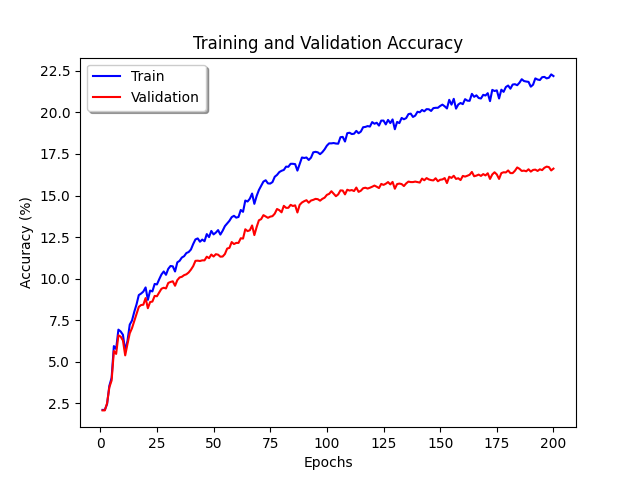 Training and Validation Accuracy
Train
Validation
22.5
20.0
17.5
15.0
12.5
10.0
7.5
5.0
2.5
Accuracy (%)
0 25 50 75 100 125 150 175 200
Epochs